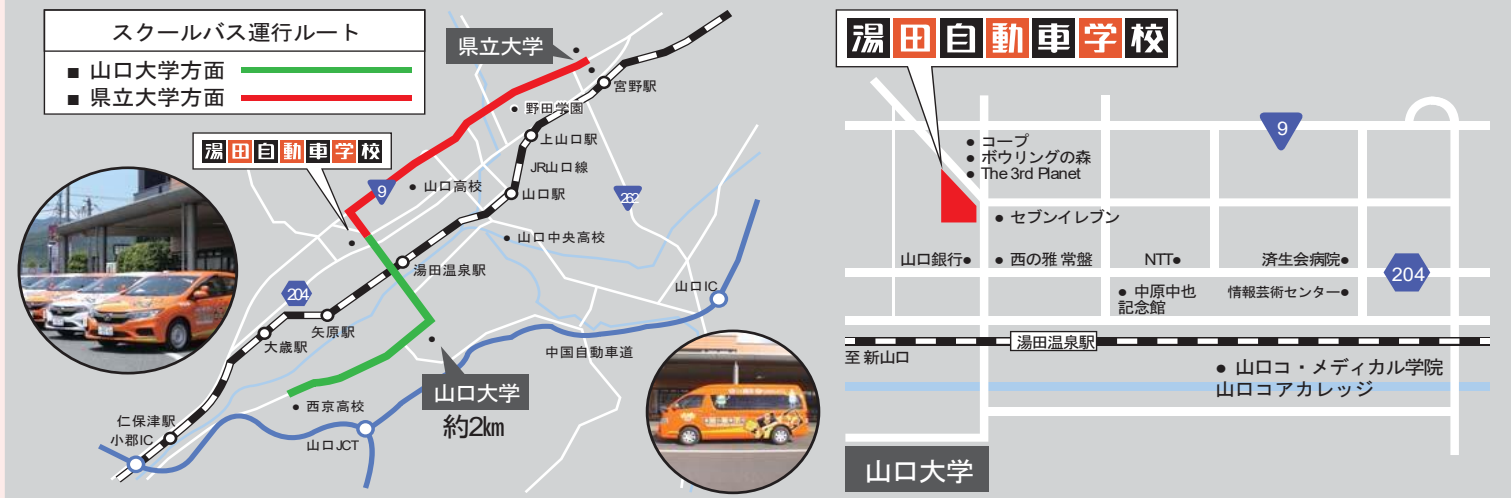 スクールバス運行ルート
■ 山口大学方面
■ 県立大学方面
県立大学
宮野駅
野田学園
上山口駅
JR山口線
湯田自動車学校
9
山口高校
山口駅
262
山口中央高校
湯田温泉駅
204
矢原駅
大歳駅
山口IC
中国自動車道
山口大学
約2km
西京高校
仁保津駅
小郡IC
山口JCT
湯田自動車学校
9
コープ
ボウリングの森
The 3rd Planet
セブンイレブン
山口銀行
西の雅 常盤
NTT
済生会病院
204
中原中也
記念館
情報芸術センター
湯田温泉駅
至 新山口
山口コ・メディカル学院
山口コアカレッジ
山口大学